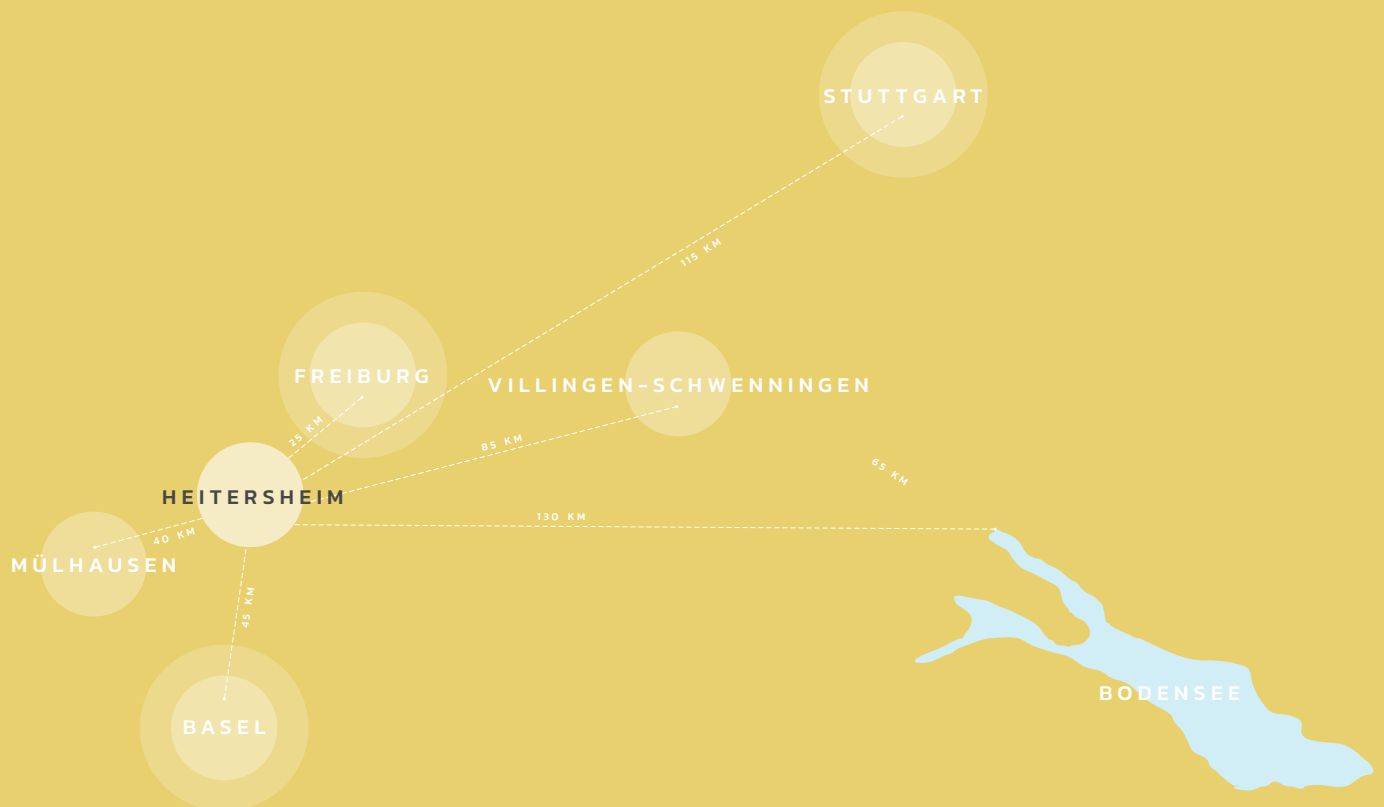 STUTTGART
115 KM
FREIBURG
VILLINGEN-SCHWENNINGEN
25 KM
85 KM
65 KM
HEITERSHEIM
130 KM
40 KM
MÜLHAUSEN
45 KM
BODENSEE
BASEL